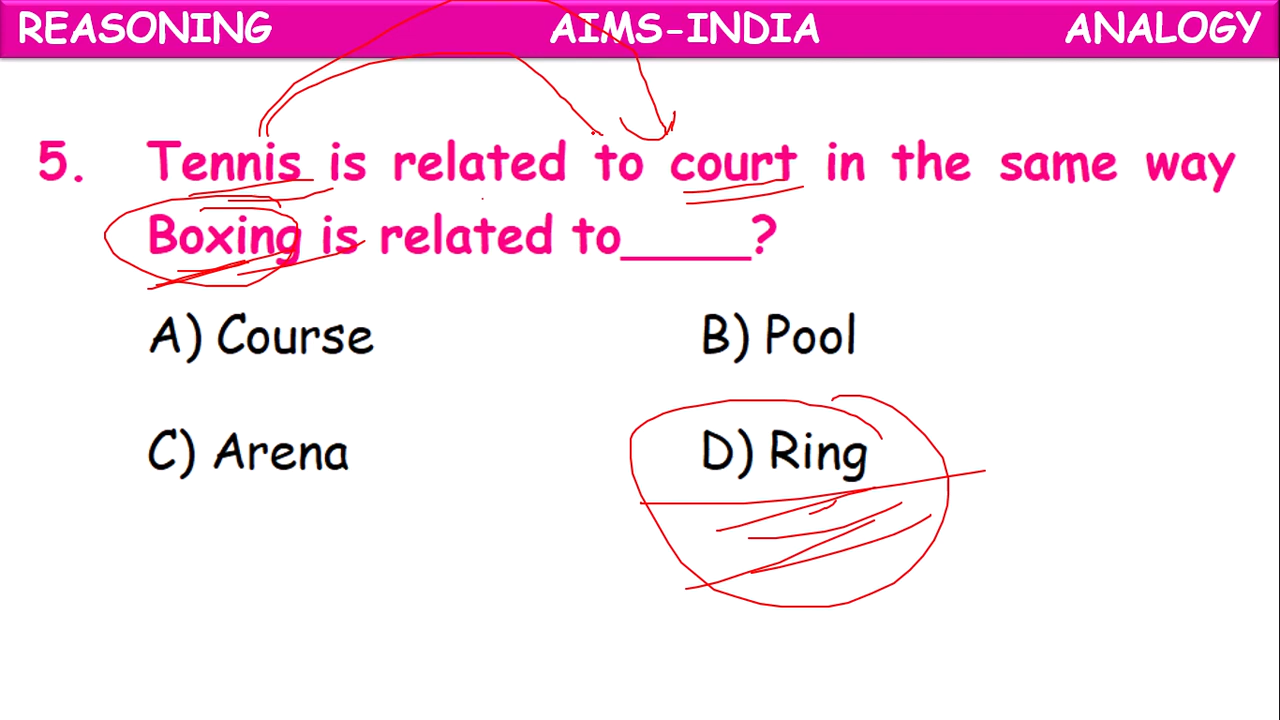 REASONING AIMS-INDIA ANALOGY
5. Tennis is related to court in the same way
Boxing is related to_____?
A) Course B) Pool
C) Arena D) Ring